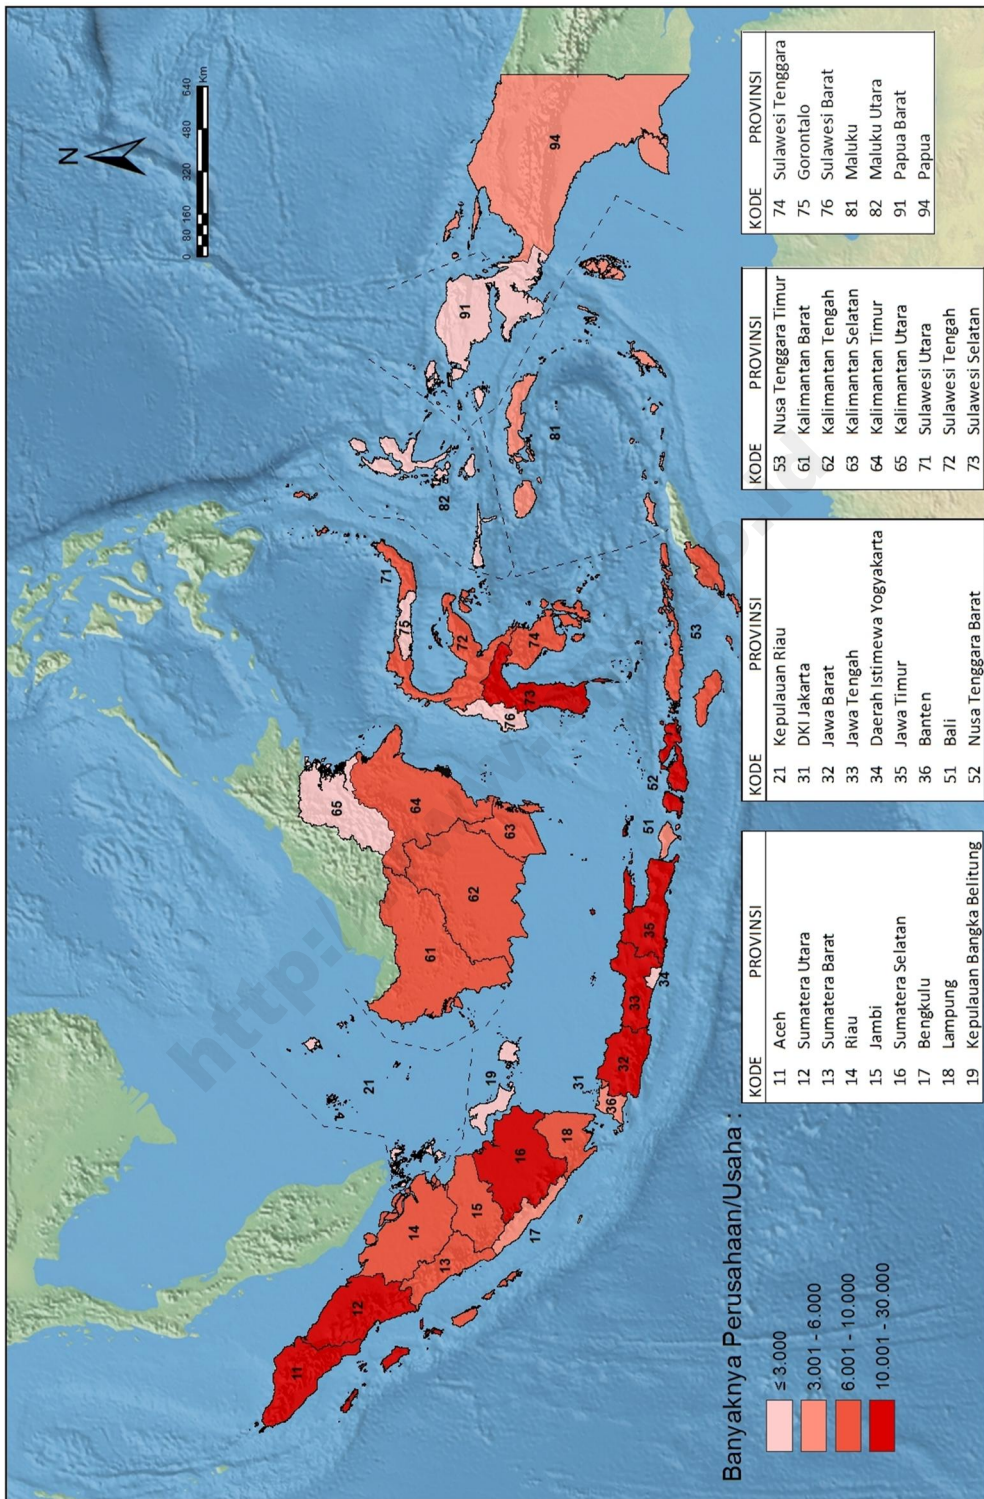 N
0 80 160 320 480 640
Km
11
12
13
14
15
16
17
18
19
21
31
32
33
34
35
36
51
52
53
61
62
63
64
65
71
72
73
74
75
76
81
82
91
94
Banyaknya Perusahaan/Usaha :
≤ 3.000
3.001 - 6.000
6.001 - 10.000
10.001 - 30.000
KODE PROVINSI
11 Aceh
12 Sumatera Utara
13 Sumatera Barat
14 Riau
15 Jambi
16 Sumatera Selatan
17 Bengkulu
18 Lampung
19 Kepulauan Bangka Belitung
KODE PROVINSI
21 Kepulauan Riau
31 DKI Jakarta
32 Jawa Barat
33 Jawa Tengah
34 Daerah Istimewa Yogyakarta
35 Jawa Timur
36 Banten
51 Bali
52 Nusa Tenggara Barat
KODE PROVINSI
53 Nusa Tenggara Timur
61 Kalimantan Barat
62 Kalimantan Tengah
63 Kalimantan Selatan
64 Kalimantan Timur
65 Kalimantan Utara
71 Sulawesi Utara
72 Sulawesi Tengah
73 Sulawesi Selatan
KODE PROVINSI
74 Sulawesi Tenggara
75 Gorontalo
76 Sulawesi Barat
81 Maluku
82 Maluku Utara
91 Papua Barat
94 Papua